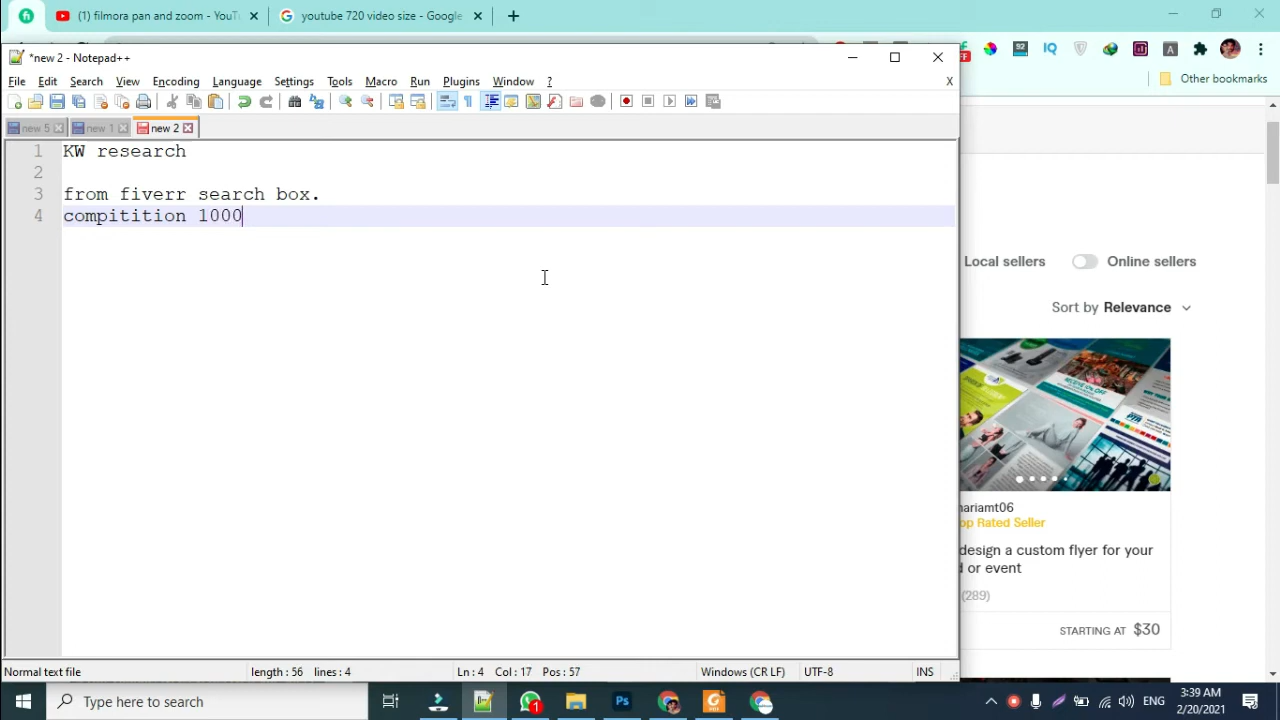 (1) filmora pan and zoom - YouTu
youtube 720 video size - Google
*new 2 - Notepad++
File Edit Search View Encoding Language Settings Tools Macro Run Plugins Window ? X
new 5 new 1 new 2
1 KW research
2
3 from fiverr search box.
4 compitition 1000
Normal text file length : 56 lines : 4 Ln : 4 Col : 17 Pos : 57 Windows (CR LF) UTF-8 INS
92 IQ A
Other bookmarks
Local sellers Online sellers
Sort by Relevance
nariamt06
op Rated Seller
design a custom flyer for your
d or event
(289)
STARTING AT $30
Type here to search
1
Ps
ENG
3:39 AM
2/20/2021